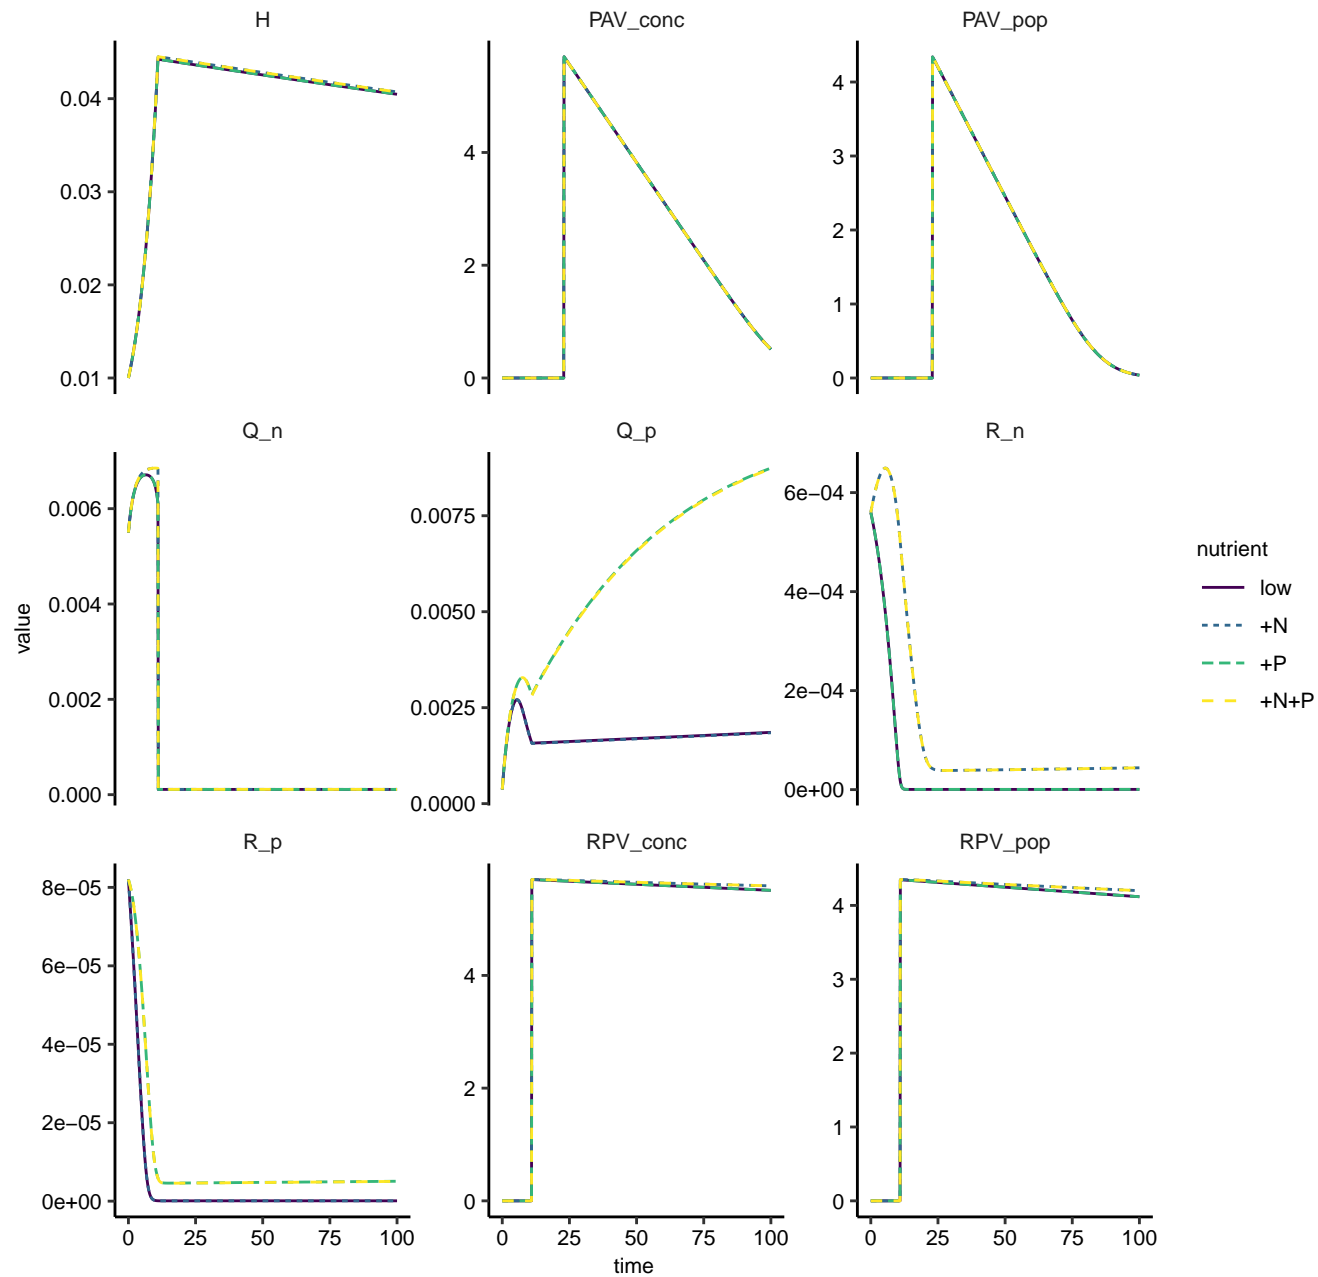 H
PAV_conc
PAV_pop
0.04
0.03
0.02
0.01
4
2
0
4
3
2
1
0
Q_n
Q_p
R_n
0.006
0.004
0.002
0.000
0.0075
0.0050
0.0025
0.0000
6e−04
4e−04
2e−04
0e+00
R_p
RPV_conc
RPV_pop
8e−05
6e−05
4e−05
2e−05
0e+00
4
2
0
4
3
2
1
0
0 25 50 75 100
0 25 50 75 100
0 25 50 75 100
time
value
nutrient
low
+N
+P
+N+P